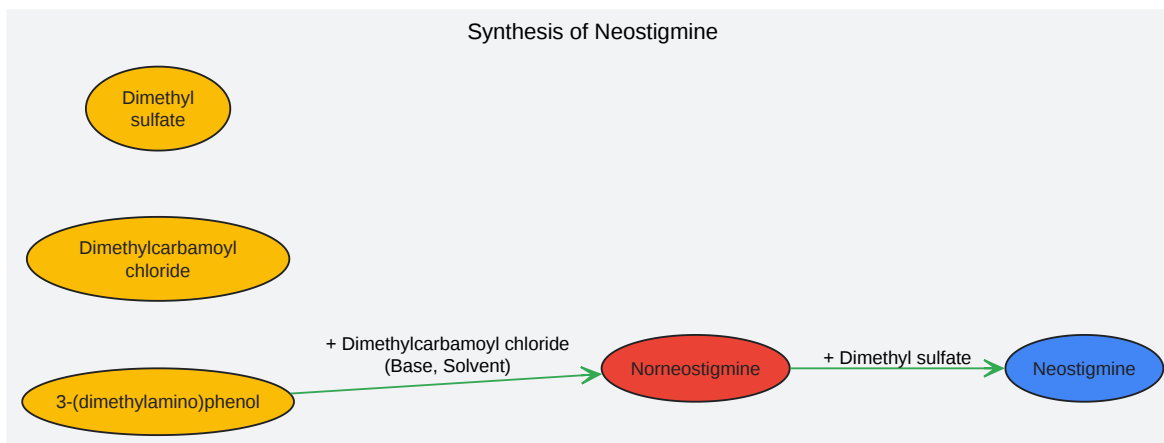 Synthesis of Neostigmine
Dimethyl
sulfate
Dimethylcarbamoyl
chloride
+ Dimethylcarbamoyl chloride
(Base, Solvent)
3-(dimethylamino)phenol
Norneostigmine
+ Dimethyl sulfate
Neostigmine